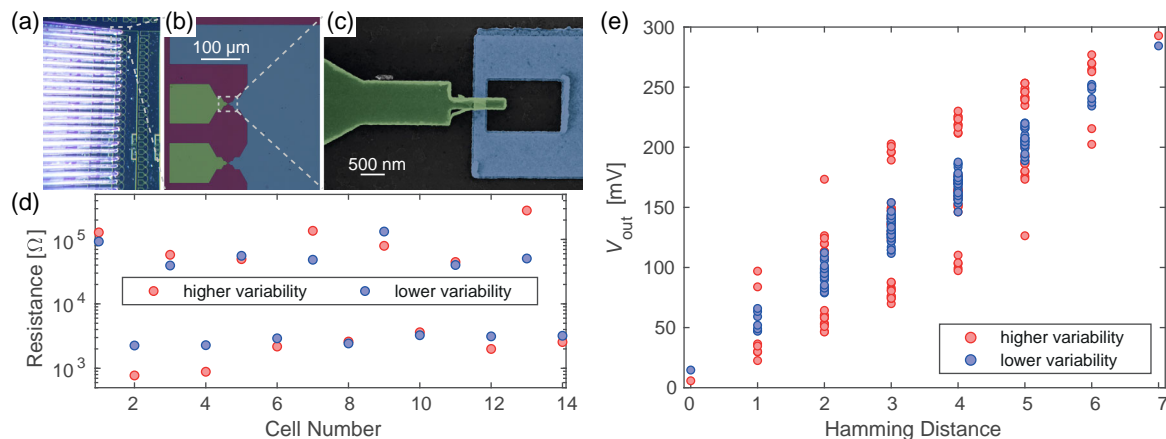 (a)
(b)
(c)
100 µm
500 nm
(d)
Resistance [Ω]
10^5
10^4
10^3
higher variability
lower variability
2 4 6 8 10 12 14
Cell Number
(e)
V_out [mV]
300
250
200
150
100
50
0
higher variability
lower variability
0 1 2 3 4 5 6 7
Hamming Distance